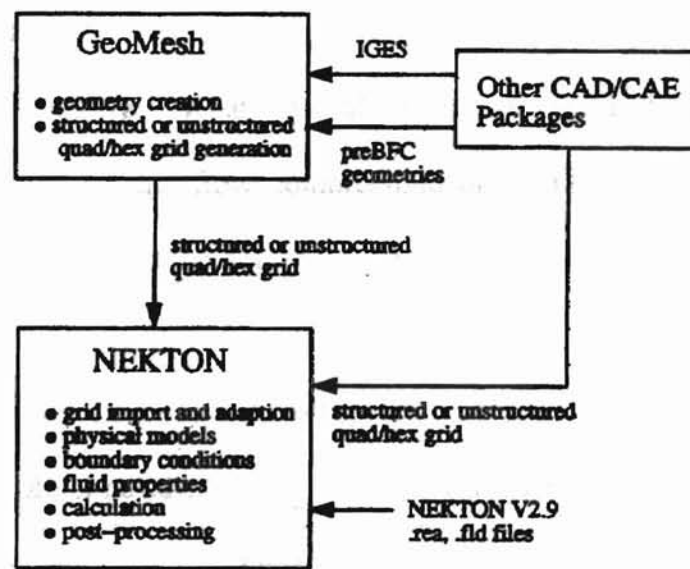 GeoMesh
• geometry creation
• structured or unstructured
quad/hex grid generation
IGES
Other CAD/CAE
Packages
preBFC
geometries
structured or unstructured
quad/hex grid
NEKTON
• grid import and adaption
• physical models
• boundary conditions
• fluid properties
• calculation
• post-processing
structured or unstructured
quad/hex grid
NEKTON V2.9
.rea, .fld files